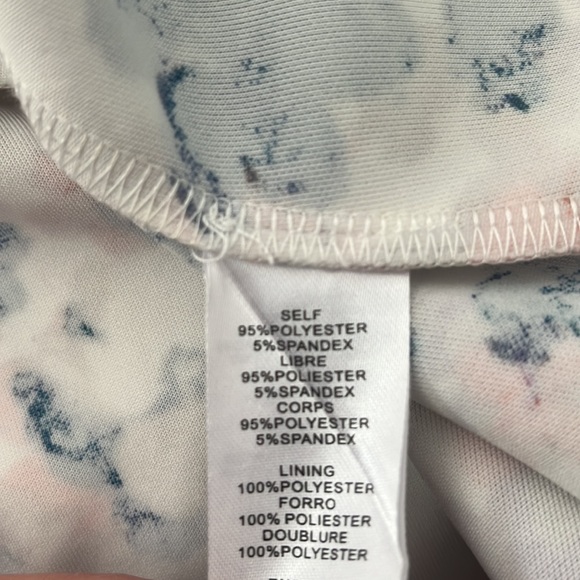 SELF
95%POLYESTER
5%SPANDEX
LIBRE
95%POLIESTER
5%SPANDEX
CORPS
95%POLYESTER
5%SPANDEX
LINING
100%POLYESTER
FORRO
100% POLIESTER
DOUBLURE
100%POLYESTER